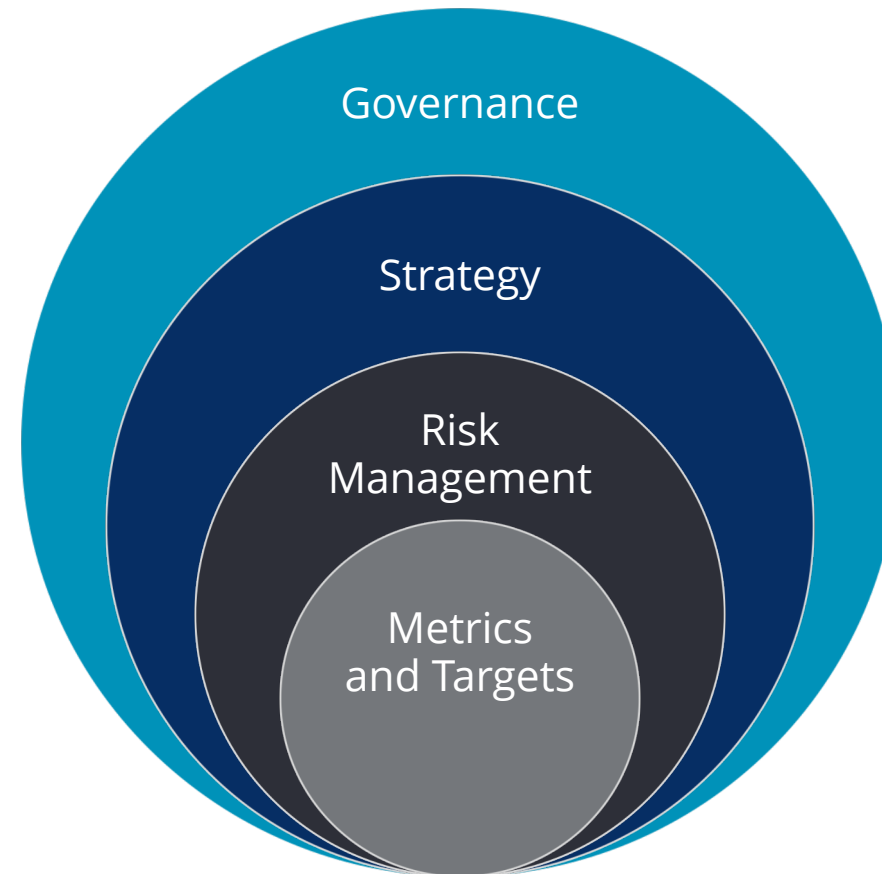 Governance
Strategy
Risk
Management
Metrics
and Targets